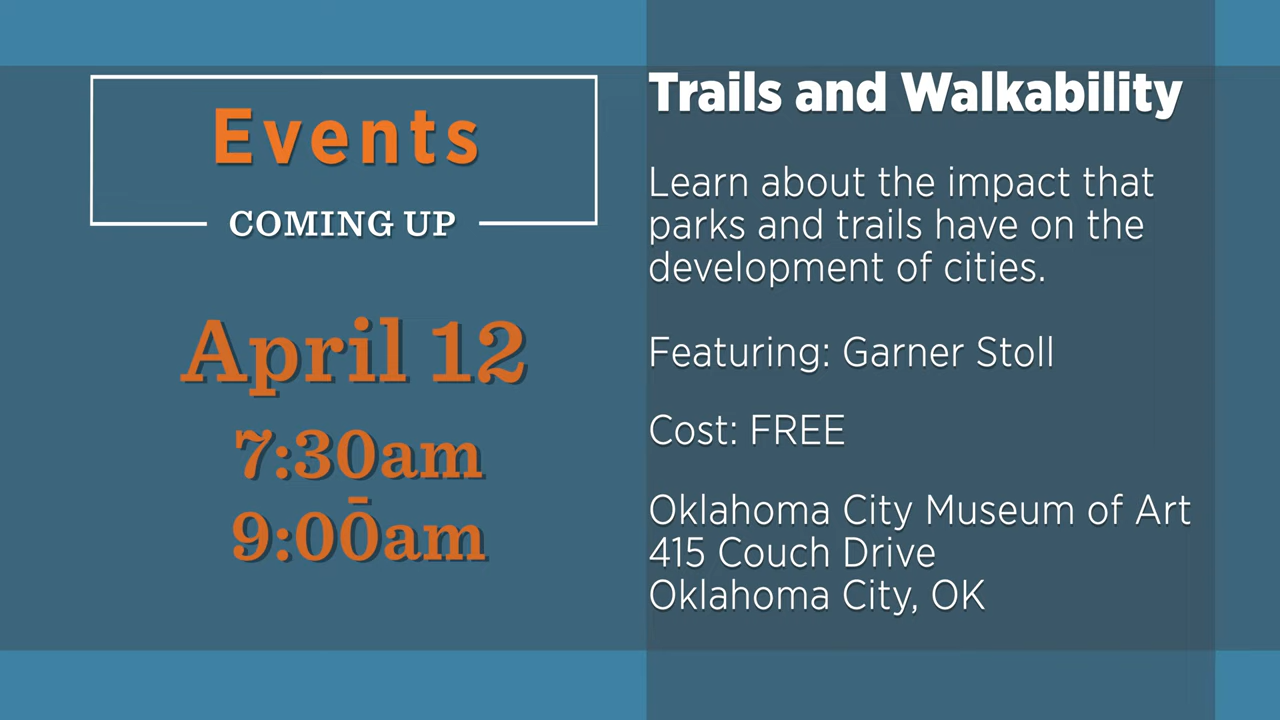 Events
COMING UP
April 12
7:30am
-
9:00am
Trails and Walkability
Learn about the impact that
parks and trails have on the
development of cities.
Featuring: Garner Stoll
Cost: FREE
Oklahoma City Museum of Art
415 Couch Drive
Oklahoma City, OK